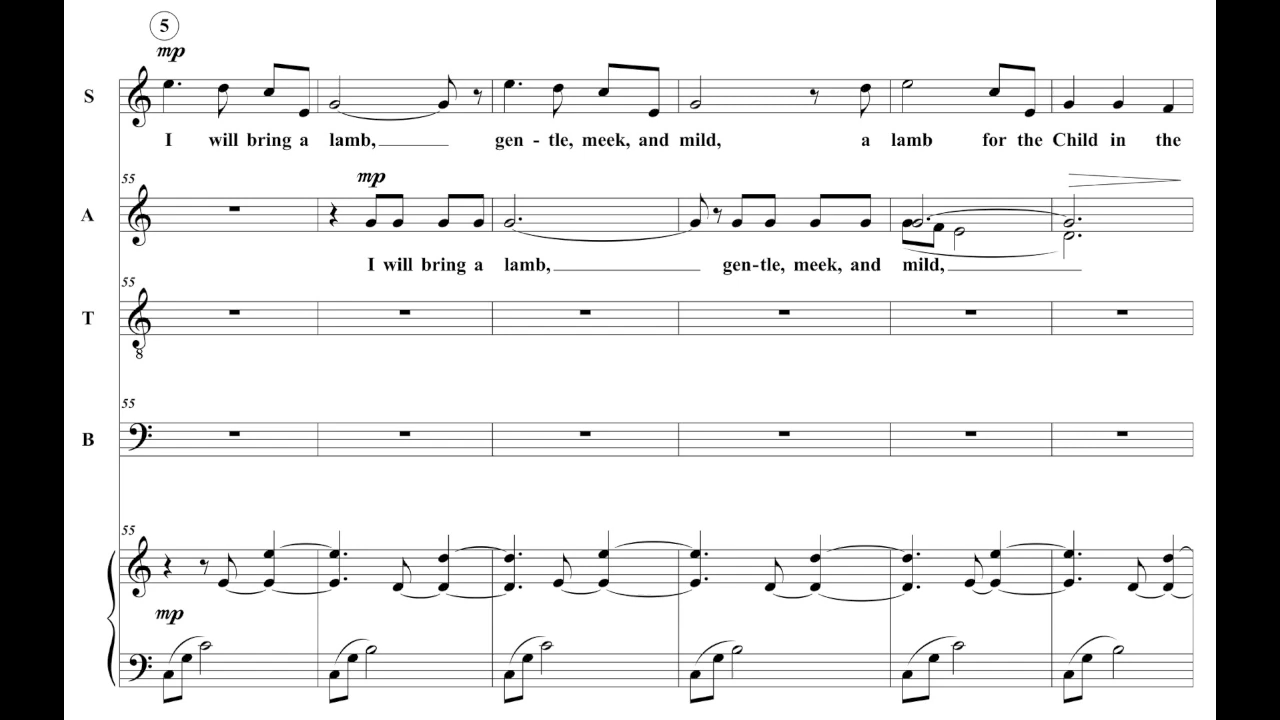 5
mp
S
I will bring a lamb, gen - tle, meek, and mild, a lamb for the Child in the
55
mp
A
I will bring a lamb, gen-tle, meek, and mild,
55
T
8
55
B
55
mp